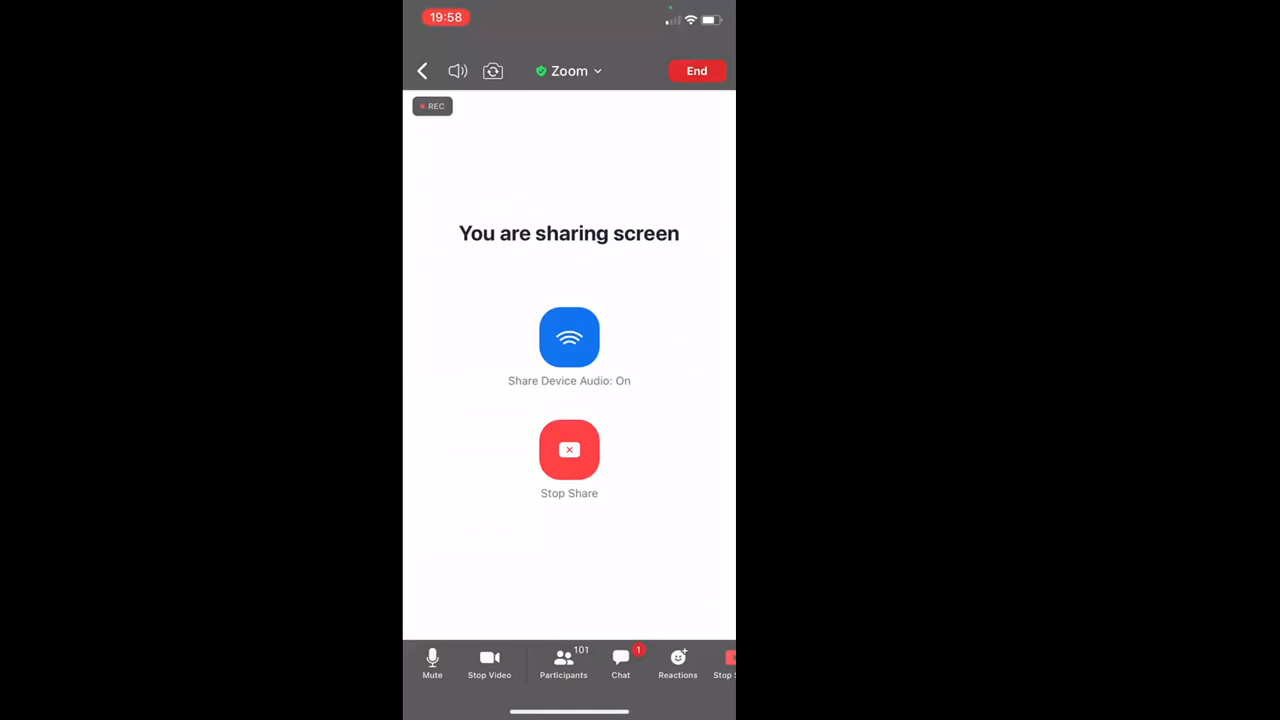 19:58
Zoom
End
REC
You are sharing screen
Share Device Audio: On
Stop Share
101
1
Mute
Stop Video
Participants
Chat
Reactions
Stop